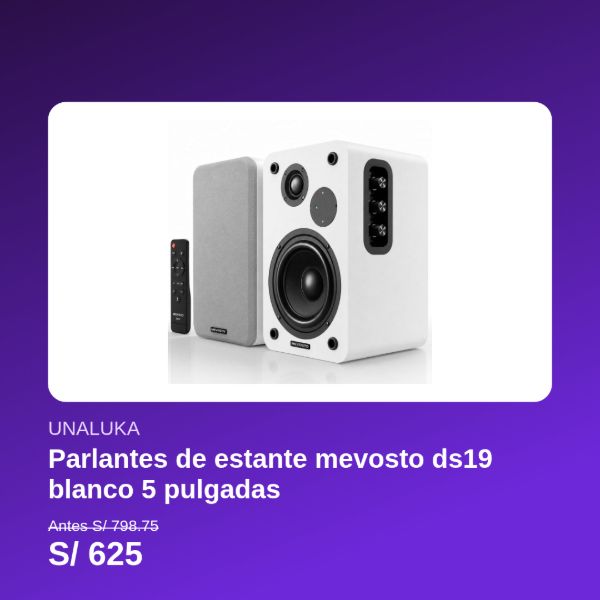 UNALUKA
Parlantes de estante mevosto ds19
blanco 5 pulgadas
Antes S/ 798.75
S/ 625